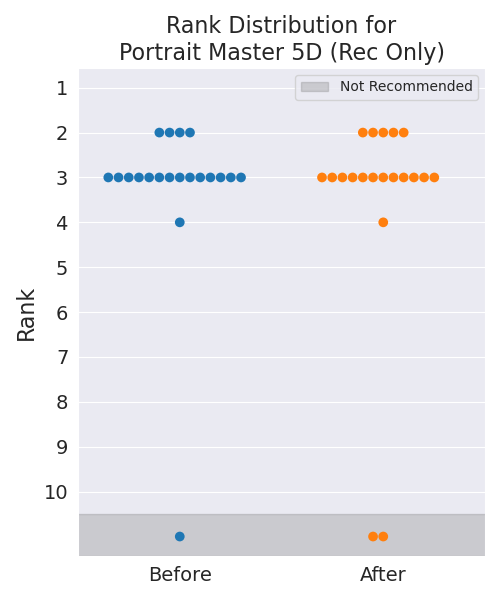 Rank Distribution for
Portrait Master 5D (Rec Only)
Not Recommended
1
2
3
4
5
6
7
8
9
10
Rank
Before
After